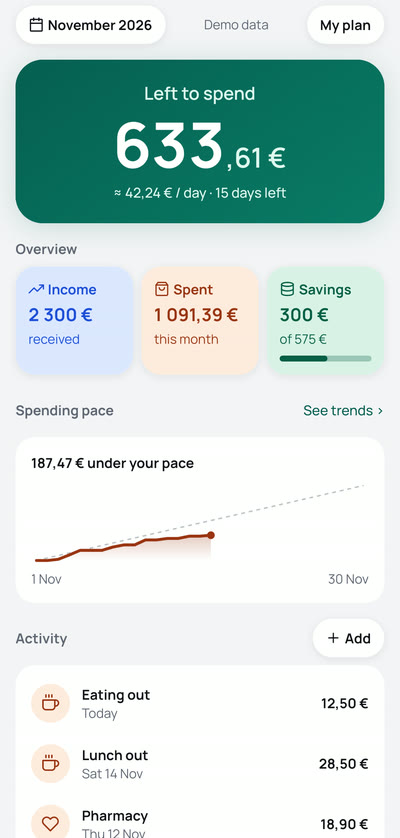 November 2026
Demo data
My plan
Left to spend
633,61 €
≈ 42,24 € / day · 15 days left
Overview
Income
2 300 €
received
Spent
1 091,39 €
this month
Savings
300 €
of 575 €
Spending pace
See trends ›
187,47 € under your pace
1 Nov
30 Nov
Activity
+ Add
Eating out
12,50 €
Today
Lunch out
28,50 €
Sat 14 Nov
Pharmacy
18,90 €
Thu 12 Nov